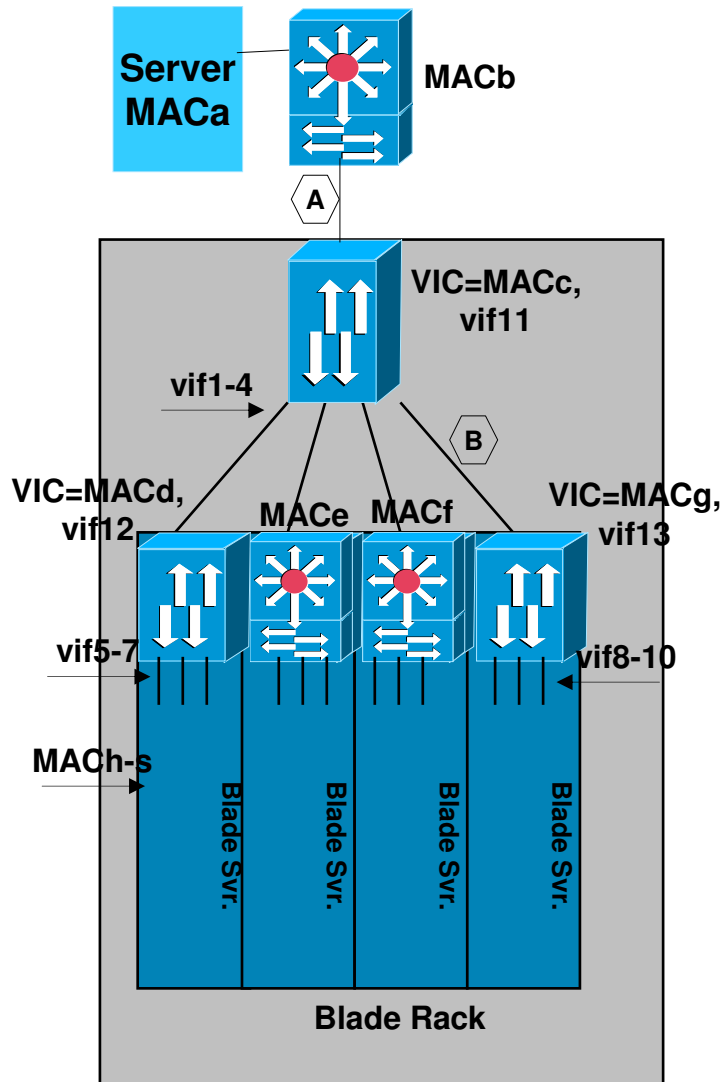 Server
MACa
MACb
A
VIC=MACc,
vif11
vif1-4
B
VIC=MACd,
vif12
MACe
MACf
VIC=MACg,
vif13
vif5-7
vif8-10
MACh-s
Blade Svr.
Blade Svr.
Blade Svr.
Blade Svr.
Blade Rack